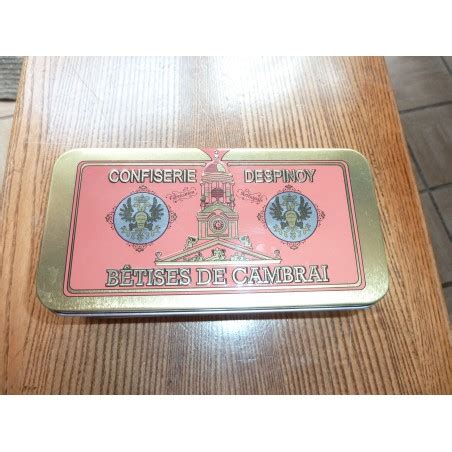 CONFISERIE DESPINOY
BÊTISES DE CAMBRAI